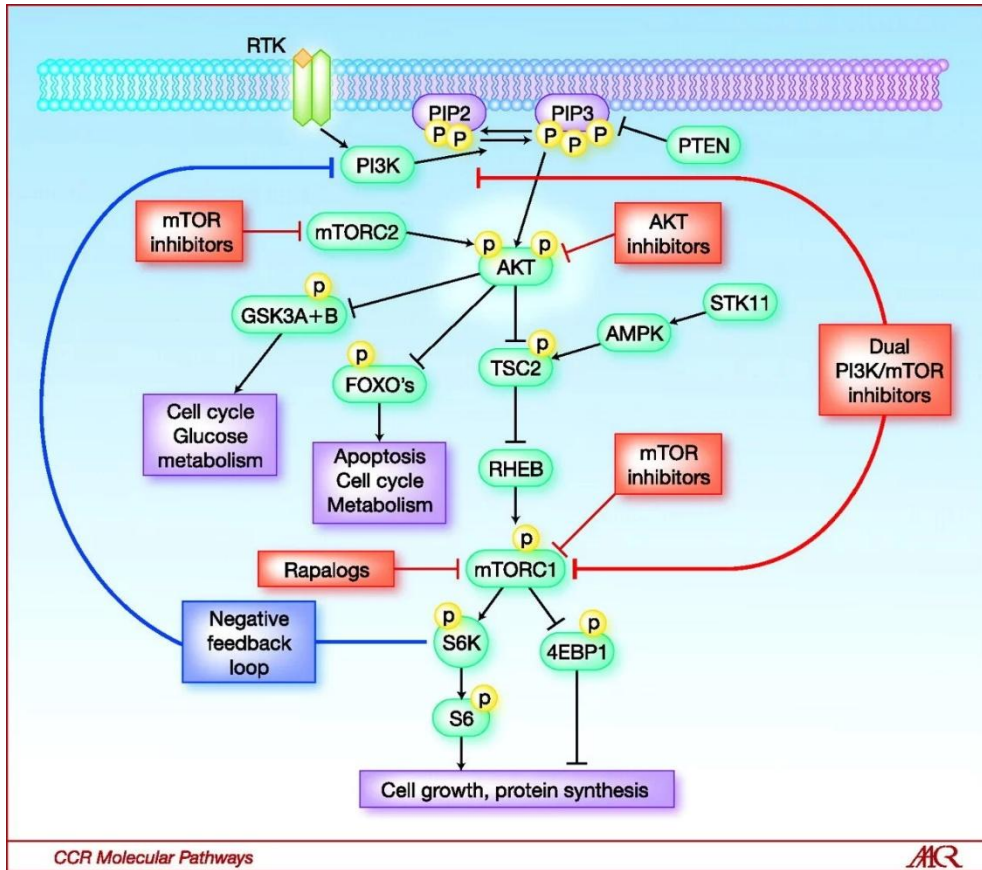 RTK
PIP2
P P
PIP3
P P P
PTEN
PI3K
mTOR
inhibitors
mTORC2
p p
AKT
AKT
inhibitors
p
GSK3A+B
STK11
AMPK
p
TSC2
p
FOXO's
Dual
PI3K/mTOR
inhibitors
Cell cycle
Glucose
metabolism
Apoptosis
Cell cycle
Metabolism
RHEB
mTOR
inhibitors
p
mTORC1
Rapalogs
Negative
feedback
loop
p
S6K
p
4EBP1
p
S6
Cell growth, protein synthesis
CCR Molecular Pathways
AACR